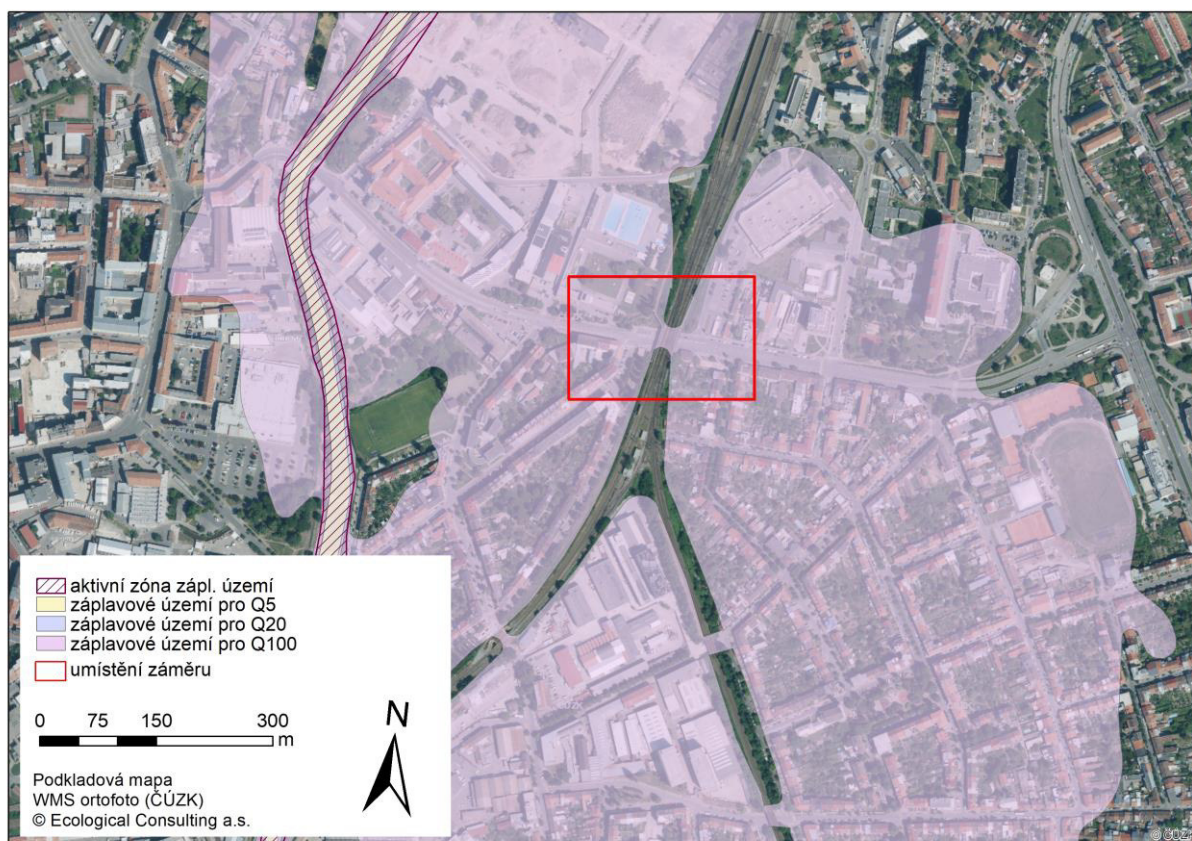 aktivní zóna zápl. území
záplavové území pro Q5
záplavové území pro Q20
záplavové území pro Q100
umístění záměru
0 75 150 300
m
N
Podkladová mapa
WMS ortofoto (ČÚZK)
© Ecological Consulting a.s.
© ČÚZK